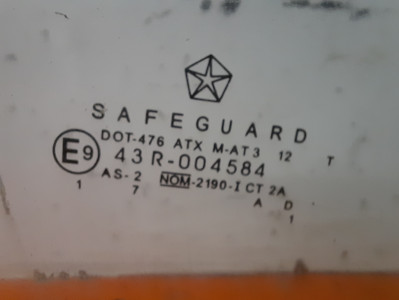 SAFEGUARD
DOT-476 ATX M-AT3 12 T
E9 43R-004584
1 AS-2 NOM-2190-I CT 2A
7 A D
1